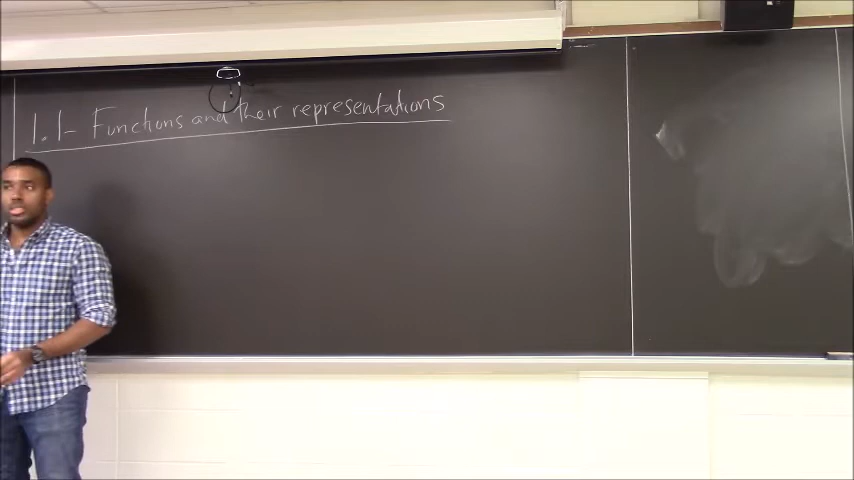 1.1- Functions and their representations